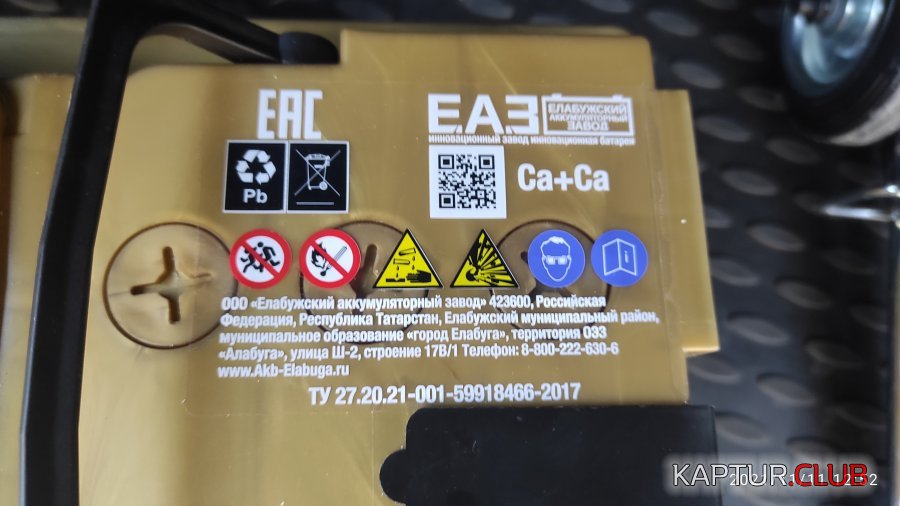 EAC
Е.А.З
ЕЛАБУЖСКИЙ
АККУМУЛЯТОРНЫЙ
ЗАВОД
инновационный завод инновационная батарея
Pb
Ca+Ca
ООО «Елабужский аккумуляторный завод» 423600, Российская
Федерация, Республика Татарстан, Елабужский муниципальный район,
муниципальное образование «город Елабуга», территория ОЭЗ
«Алабуга», улица Ш-2, строение 17В/1 Телефон: 8-800-222-630-6
www.Akb-Elabuga.ru
ТУ 27.20.21-001-59918466-2017
KAPTUR.CLUB